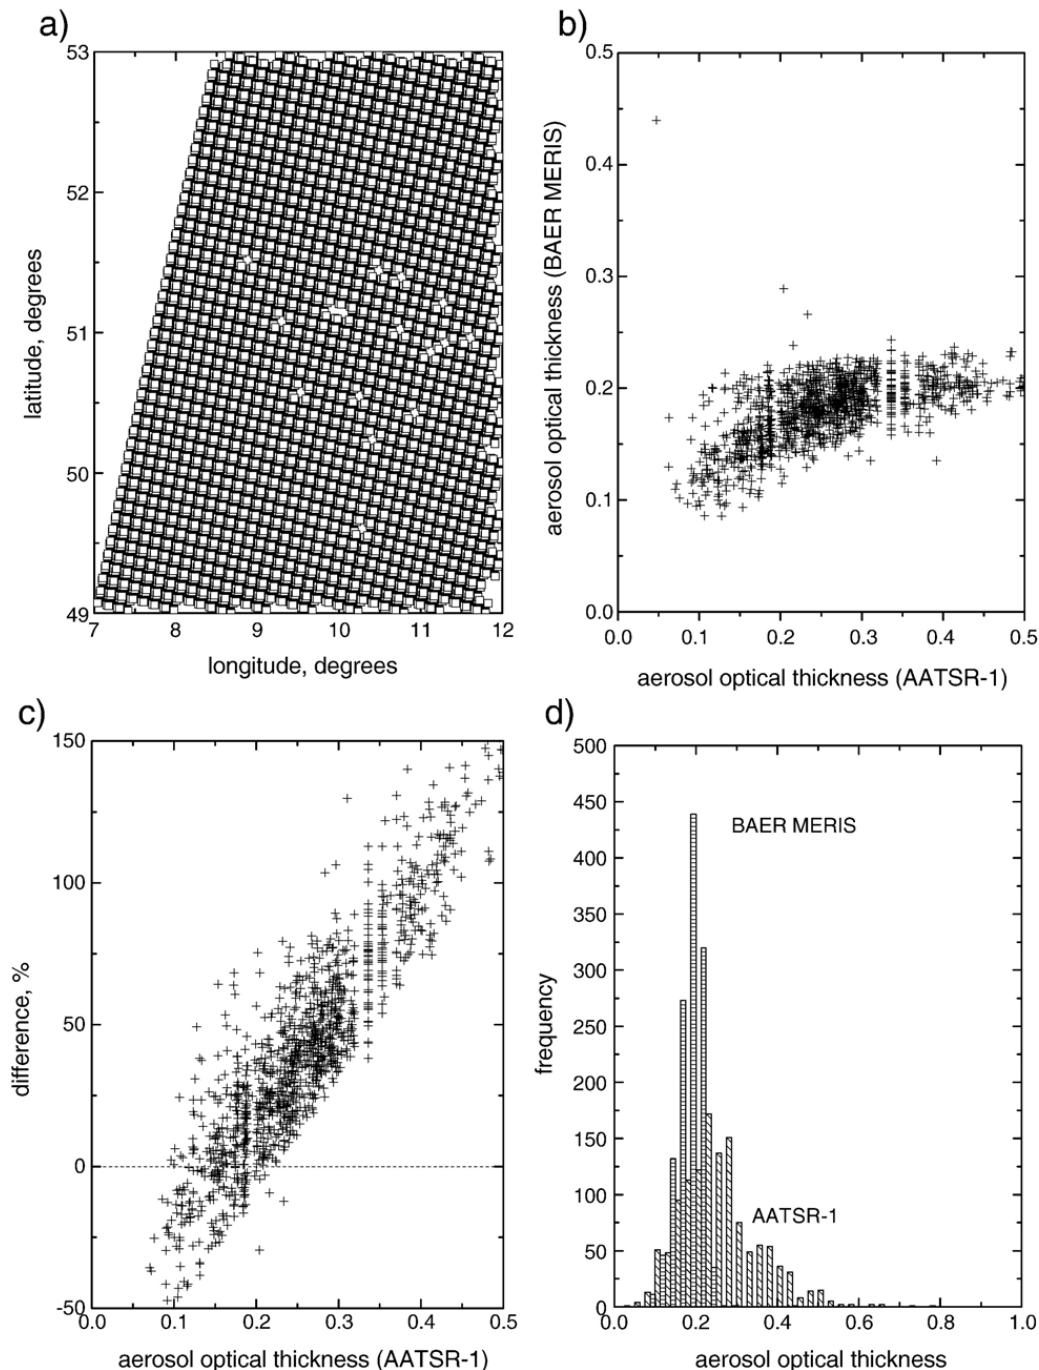 a)
53
52
51
50
49
7 8 9 10 11 12
latitude, degrees
longitude, degrees
b)
0.5
0.4
0.3
0.2
0.1
0.0
0.0 0.1 0.2 0.3 0.4 0.5
aerosol optical thickness (BAER MERIS)
aerosol optical thickness (AATSR-1)
c)
150
100
50
0
-50
0.0 0.1 0.2 0.3 0.4 0.5
difference, %
aerosol optical thickness (AATSR-1)
d)
500
450
400
350
300
250
200
150
100
50
0
0.0 0.2 0.4 0.6 0.8 1.0
frequency
BAER MERIS
AATSR-1
aerosol optical thickness